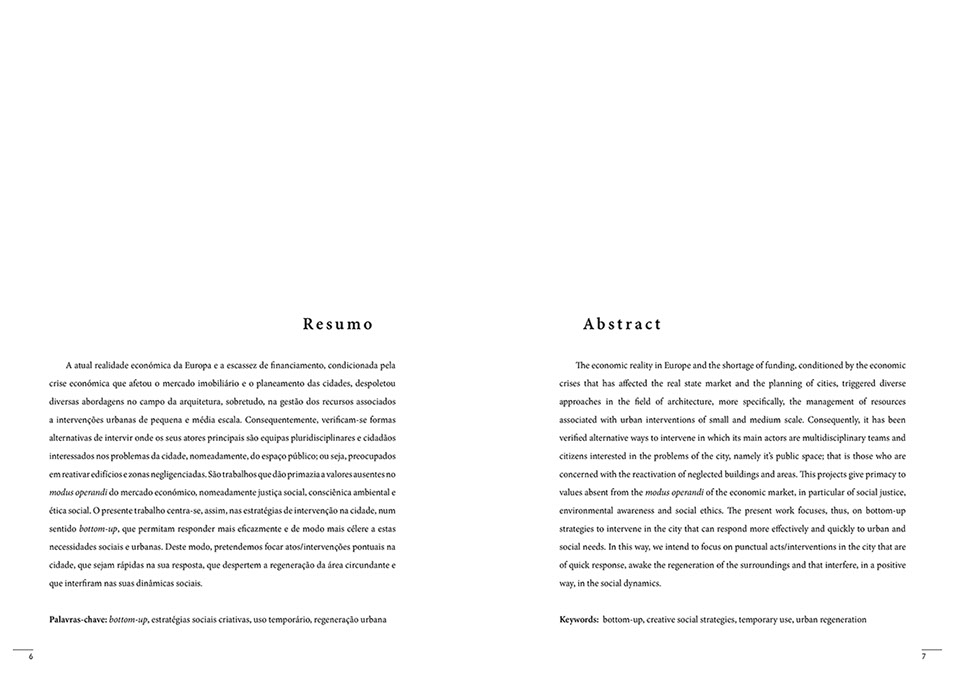 Resumo
A atual realidade económica da Europa e a escassez de financiamento, condicionada pela
crise económica que afetou o mercado imobiliário e o planeamento das cidades, despoletou
diversas abordagens no campo da arquitetura, sobretudo, na gestão dos recursos associados
a intervenções urbanas de pequena e média escala. Consequentemente, verificam-se formas
alternativas de intervir onde os seus atores principais são equipas pluridisciplinares e cidadãos
interessados nos problemas da cidade, nomeadamente, do espaço público; ou seja, preocupados
em reativar edifícios e zonas negligenciadas. São trabalhos que dão primazia a valores ausentes no
modus operandi do mercado económico, nomeadamente justiça social, consciênica ambiental e
ética social. O presente trabalho centra-se, assim, nas estratégias de intervenção na cidade, num
sentido bottom-up, que permitam responder mais eficazmente e de modo mais célere a estas
necessidades sociais e urbanas. Deste modo, pretendemos focar atos/intervenções pontuais na
cidade, que sejam rápidas na sua resposta, que despertem a regeneração da área circundante e
que interfiram nas suas dinâmicas sociais.
Palavras-chave: bottom-up, estratégias sociais criativas, uso temporário, regeneração urbana
6
Abstract
The economic reality in Europe and the shortage of funding, conditioned by the economic
crises that has affected the real state market and the planning of cities, triggered diverse
approaches in the field of architecture, more specifically, the management of resources
associated with urban interventions of small and medium scale. Consequently, it has been
verified alternative ways to intervene in which its main actors are multidisciplinary teams and
citizens interested in the problems of the city, namely it's public space; that is those who are
concerned with the reactivation of neglected buildings and areas. This projects give primacy to
values absent from the modus operandi of the economic market, in particular of social justice,
environmental awareness and social ethics. The present work focuses, thus, on bottom-up
strategies to intervene in the city that can respond more effectively and quickly to urban and
social needs. In this way, we intend to focus on punctual acts/interventions in the city that are
of quick response, awake the regeneration of the surroundings and that interfere, in a positive
way, in the social dynamics.
Keywords: bottom-up, creative social strategies, temporary use, urban regeneration
7